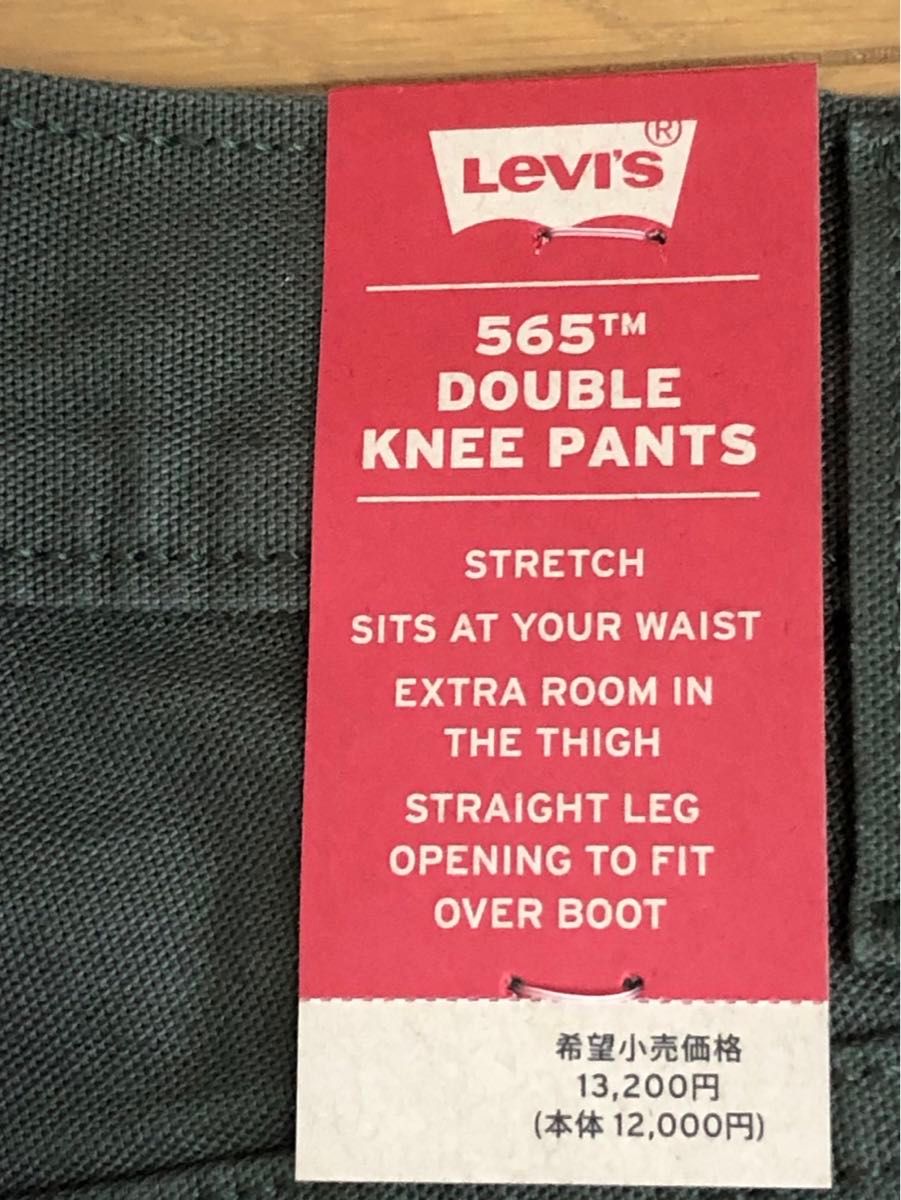 Levi's®
565™
DOUBLE
KNEE PANTS
STRETCH
SITS AT YOUR WAIST
EXTRA ROOM IN
THE THIGH
STRAIGHT LEG
OPENING TO FIT
OVER BOOT
希望小売価格
13,200円
(本体 12,000円)